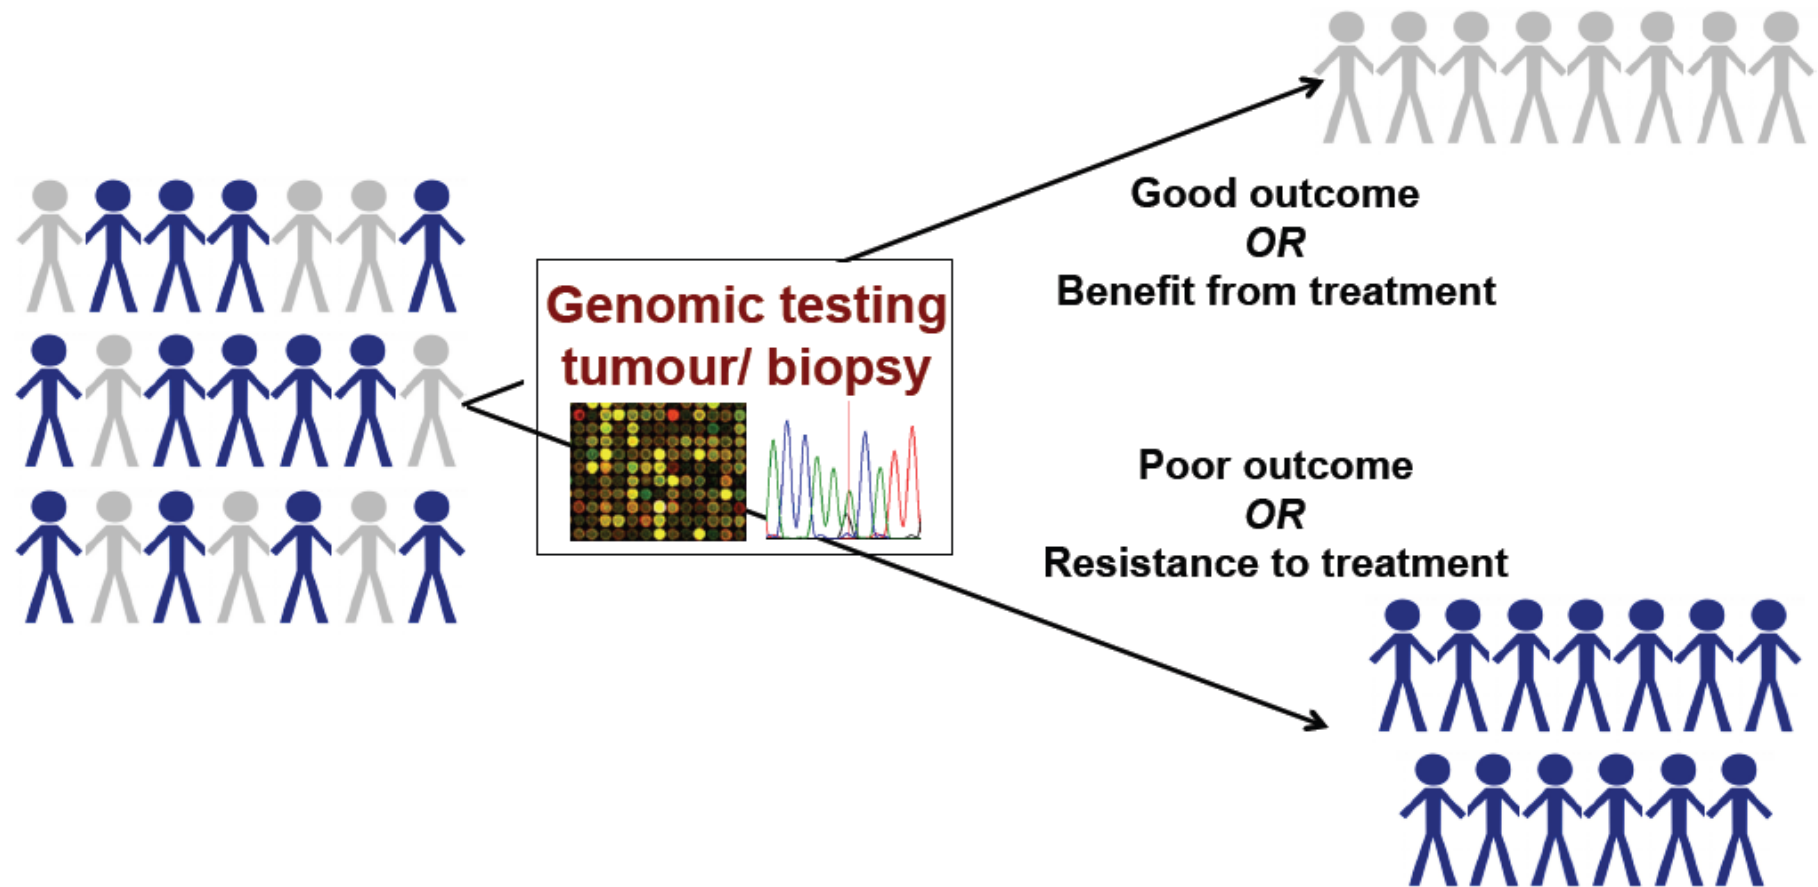 Genomic testing
tumour/ biopsy
Good outcome
OR
Benefit from treatment
Poor outcome
OR
Resistance to treatment